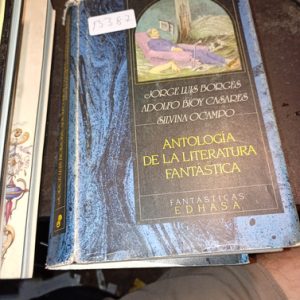 15387
JORGE LUIS BORGES
ADOLFO BIOY CASARES
SILVINA OCAMPO
ANTOLOGÍA
DE LA LITERATURA
FANTÁSTICA
FANTÁSTICAS
EDHASA